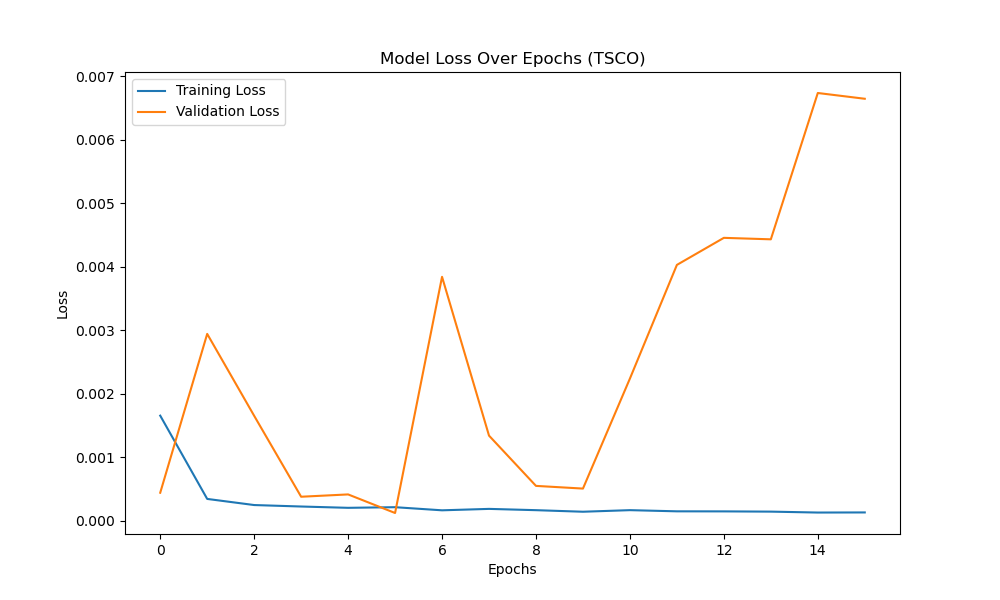 Model Loss Over Epochs (TSCO)
Training Loss
Validation Loss
0.007
0.006
0.005
0.004
0.003
0.002
0.001
0.000
Loss
0 2 4 6 8 10 12 14
Epochs